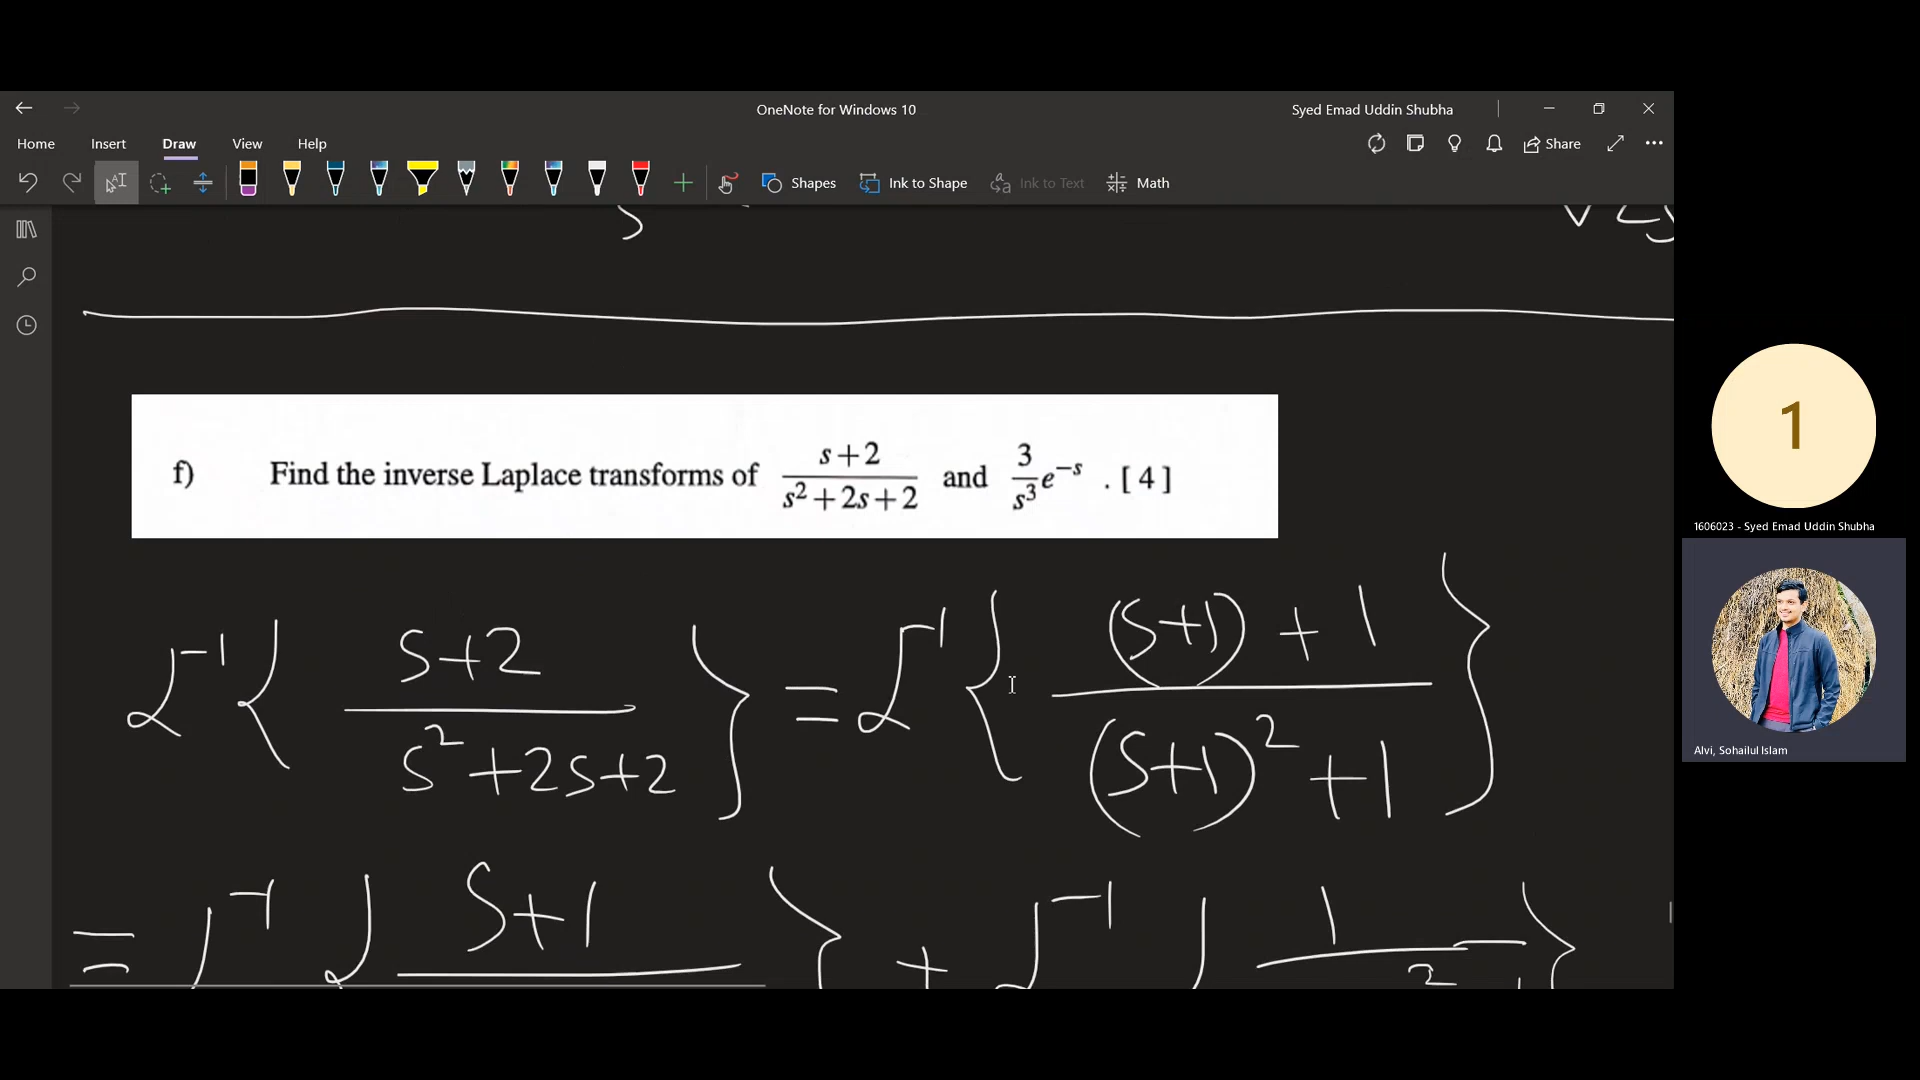 OneNote for Windows 10
Syed Emad Uddin Shubha
Home Insert Draw View Help
Share
Shapes Ink to Shape Ink to Text Math
s
√2g
f) Find the inverse Laplace transforms of (s+2)/(s²+2s+2) and 3/s³ e⁻ˢ . [4]
ℒ⁻¹{ (s+2)/(s²+2s+2) } = ℒ⁻¹{ ((s+1)+1)/((s+1)²+1) }
= ℒ⁻¹{ s+1 } + ℒ⁻¹{ 1 }
2
1
1606023 - Syed Emad Uddin Shubha
Alvi, Sohailul Islam